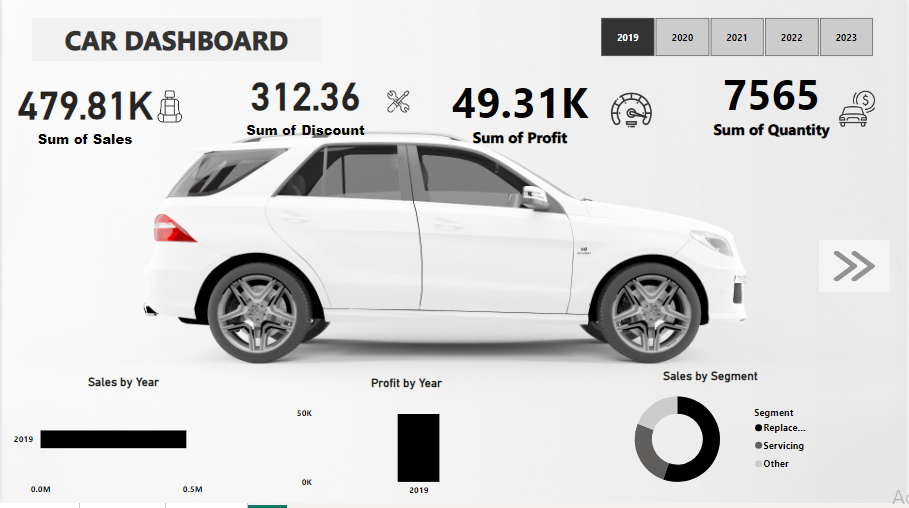 CAR DASHBOARD
2019 2020 2021 2022 2023
479.81K 312.36 49.31K 7565
Sum of Sales Sum of Discount Sum of Profit Sum of Quantity
Sales by Year Profit by Year Sales by Segment
50K
Segment
Replace...
2019
Servicing
Other
0K
0.0M 0.5M 2019